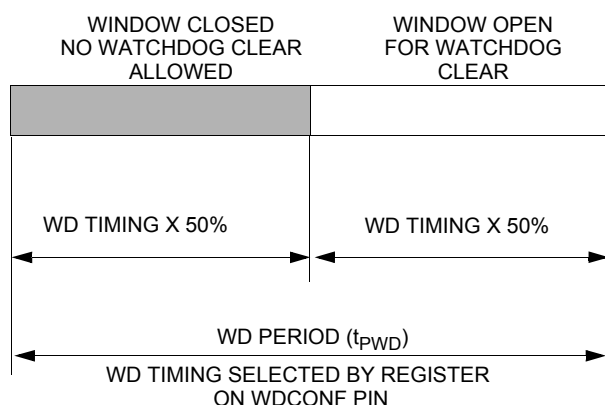 WINDOW CLOSED
NO WATCHDOG CLEAR
ALLOWED
WINDOW OPEN
FOR WATCHDOG
CLEAR
WD TIMING X 50%
WD TIMING X 50%
WD PERIOD (tPWD)
WD TIMING SELECTED BY REGISTER
ON WDCONF PIN